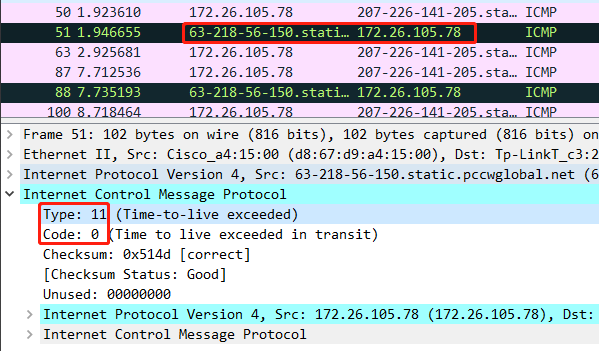 50 1.923610 172.26.105.78 207-226-141-205.sta… ICMP
51 1.946655 63-218-56-150.stati… 172.26.105.78 ICMP
63 2.925681 172.26.105.78 207-226-141-205.sta… ICMP
87 7.712536 172.26.105.78 207-226-141-205.sta… ICMP
88 7.735193 63-218-56-150.stati… 172.26.105.78 ICMP
100 8.718464 172.26.105.78 207-226-141-205.sta… ICMP
Frame 51: 102 bytes on wire (816 bits), 102 bytes captured (816 bits) on
Ethernet II, Src: Cisco_a4:15:00 (d8:67:d9:a4:15:00), Dst: Tp-LinkT_c3:2
Internet Protocol Version 4, Src: 63-218-56-150.static.pccwglobal.net (6
Internet Control Message Protocol
Type: 11 (Time-to-live exceeded)
Code: 0 (Time to live exceeded in transit)
Checksum: 0x514d [correct]
[Checksum Status: Good]
Unused: 00000000
Internet Protocol Version 4, Src: 172.26.105.78 (172.26.105.78), Dst:
Internet Control Message Protocol